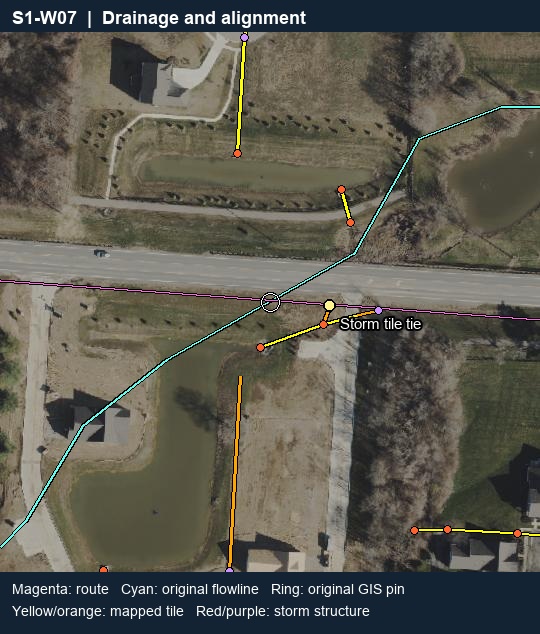 S1-W07 | Drainage and alignment
Storm tile tie
Magenta: route Cyan: original flowline Ring: original GIS pin
Yellow/orange: mapped tile Red/purple: storm structure